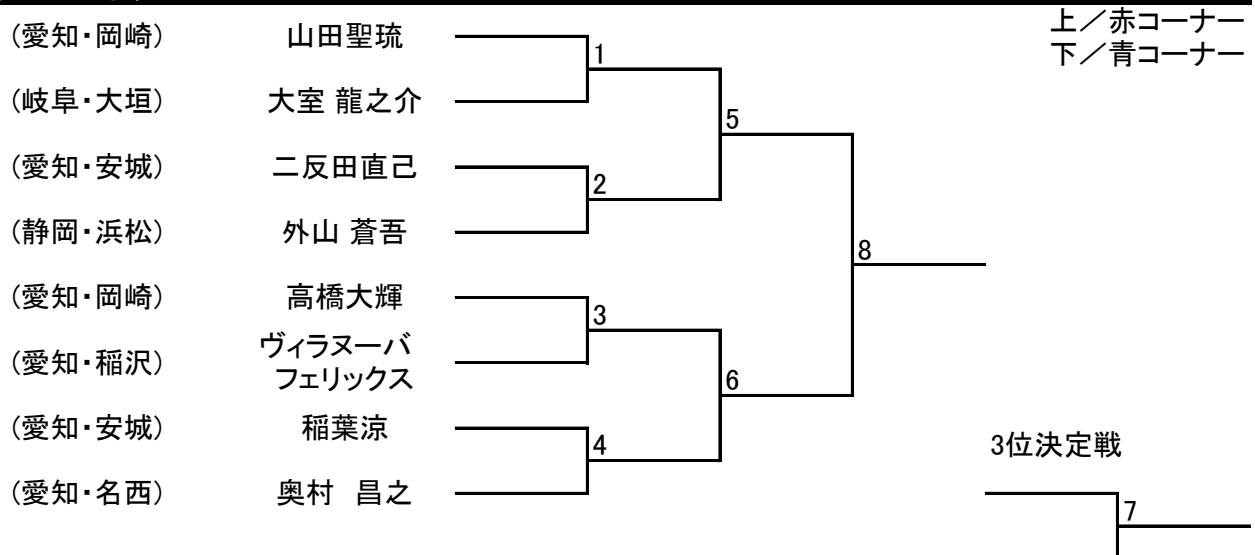 上／赤コーナー
下／青コーナー
(愛知・岡崎) 山田聖琉
1
(岐阜・大垣) 大室 龍之介
5
(愛知・安城) 二反田直己
2
(静岡・浜松) 外山 蒼吾
8
(愛知・岡崎) 高橋大輝
3
(愛知・稲沢) ヴィラヌーバ
フェリックス
6
(愛知・安城) 稲葉涼
4
3位決定戦
(愛知・名西) 奥村　昌之
7